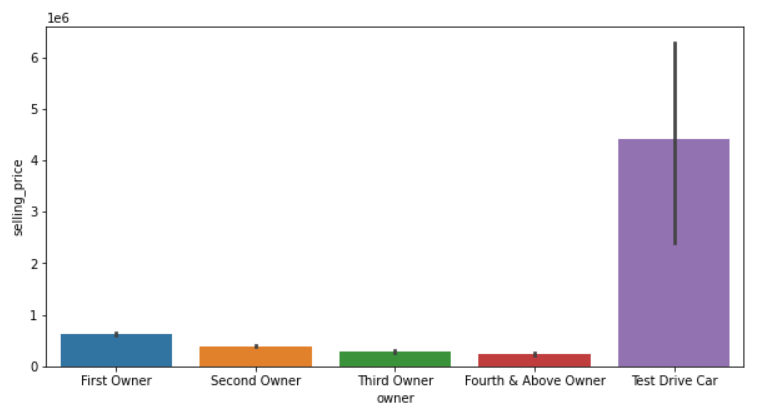 1e6
6
5
4
3
2
1
0
selling_price
First Owner Second Owner Third Owner Fourth & Above Owner Test Drive Car
owner